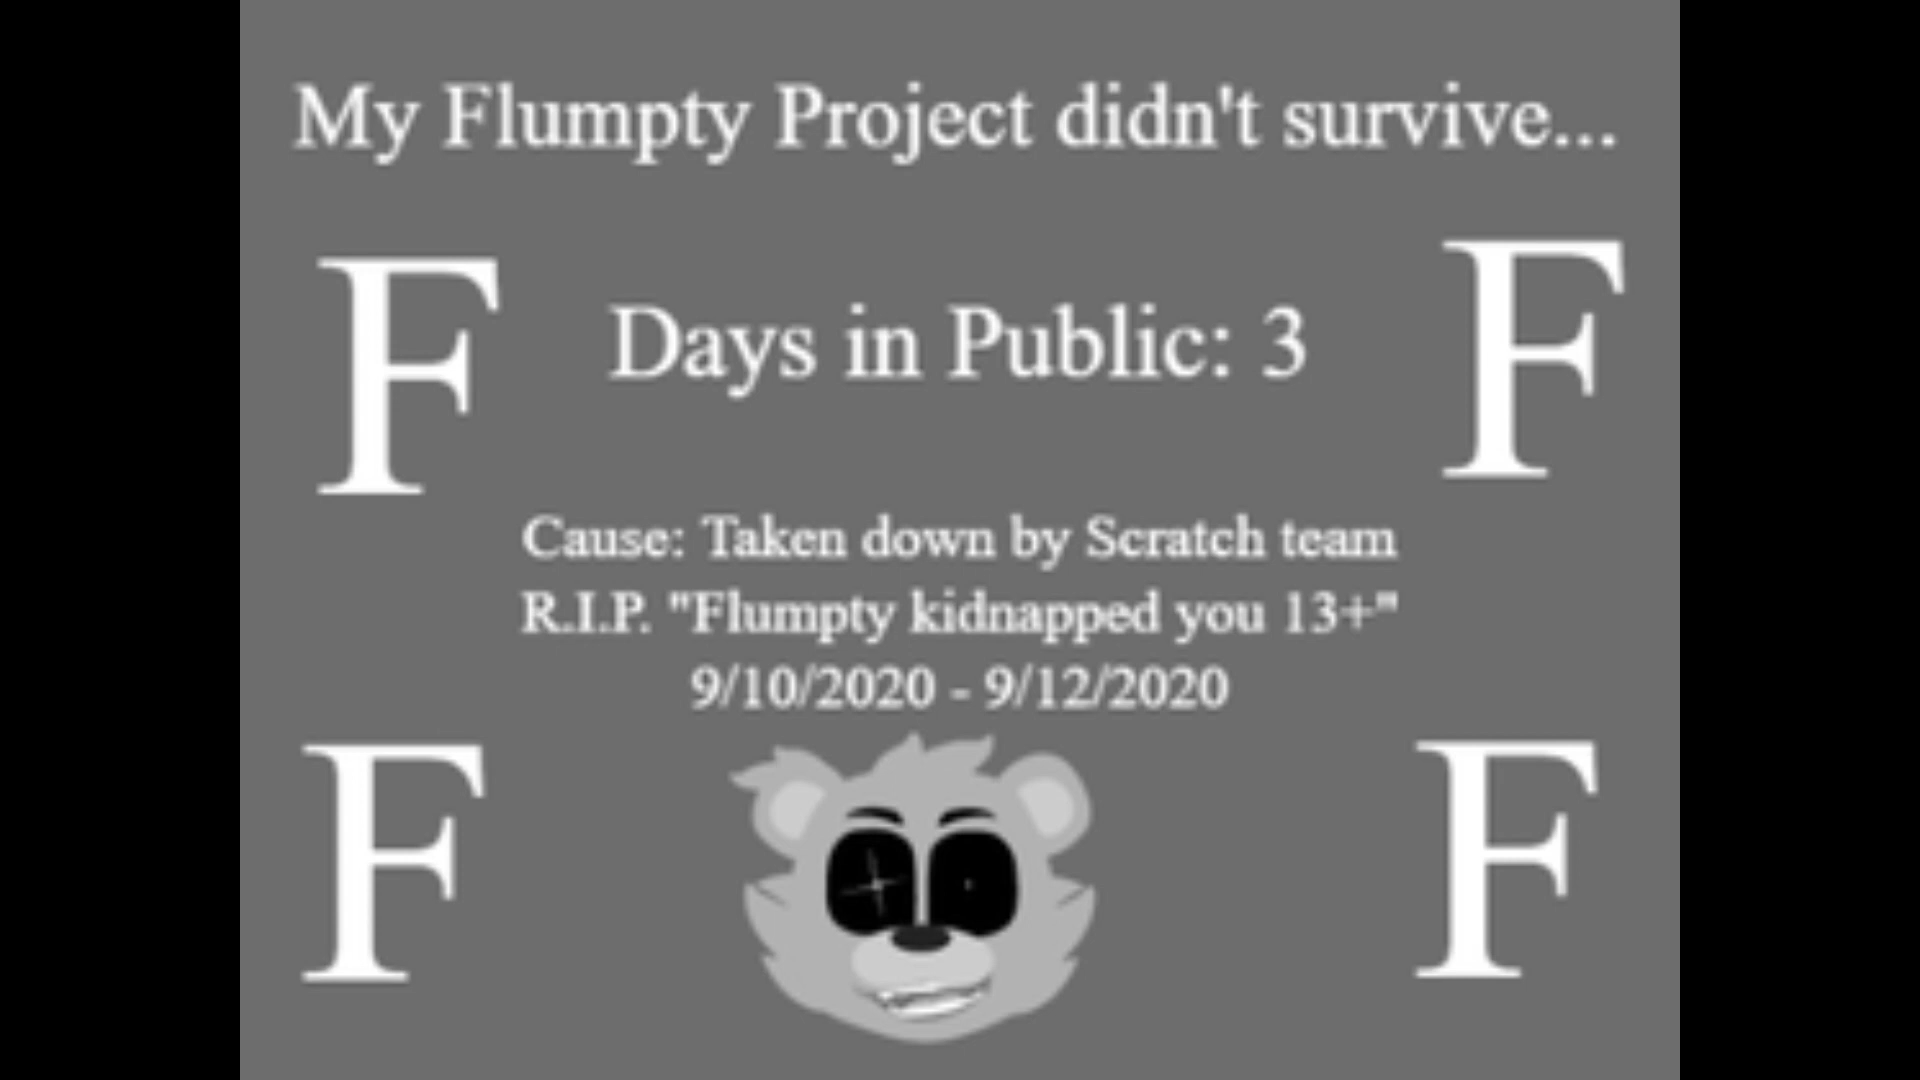 My Flumpty Project didn't survive...
F
Days in Public: 3
F
Cause: Taken down by Scratch team
R.I.P. "Flumpty kidnapped you 13+"
9/10/2020 - 9/12/2020
F
F